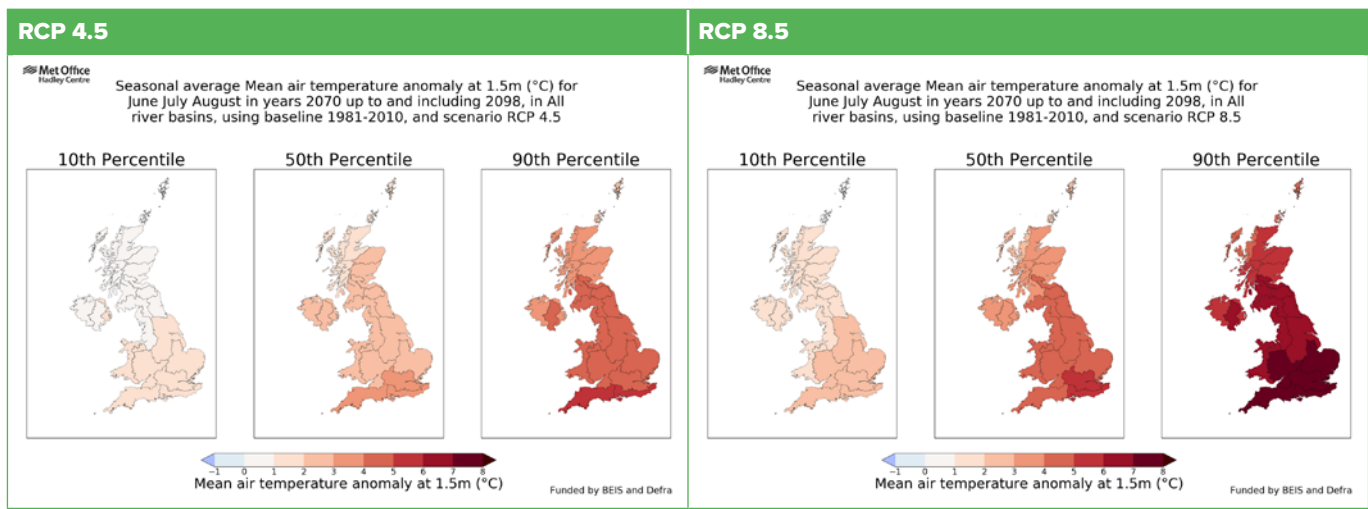 RCP 4.5
Met Office
Hadley Centre
Seasonal average Mean air temperature anomaly at 1.5m (°C) for
June July August in years 2070 up to and including 2098, in All
river basins, using baseline 1981-2010, and scenario RCP 4.5
10th Percentile
50th Percentile
90th Percentile
−1 0 1 2 3 4 5 6 7 8
Mean air temperature anomaly at 1.5m (°C)
Funded by BEIS and Defra
RCP 8.5
Met Office
Hadley Centre
Seasonal average Mean air temperature anomaly at 1.5m (°C) for
June July August in years 2070 up to and including 2098, in All
river basins, using baseline 1981-2010, and scenario RCP 8.5
10th Percentile
50th Percentile
90th Percentile
−1 0 1 2 3 4 5 6 7 8
Mean air temperature anomaly at 1.5m (°C)
Funded by BEIS and Defra